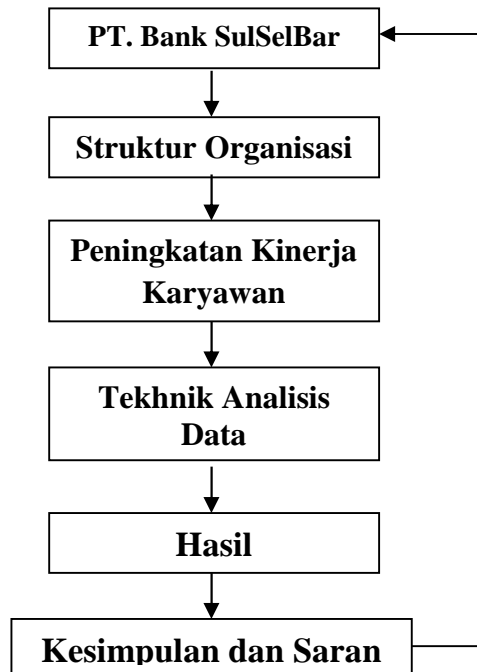 PT. Bank SulSelBar
Struktur Organisasi
Peningkatan Kinerja
Karyawan
Tekhnik Analisis
Data
Hasil
Kesimpulan dan Saran